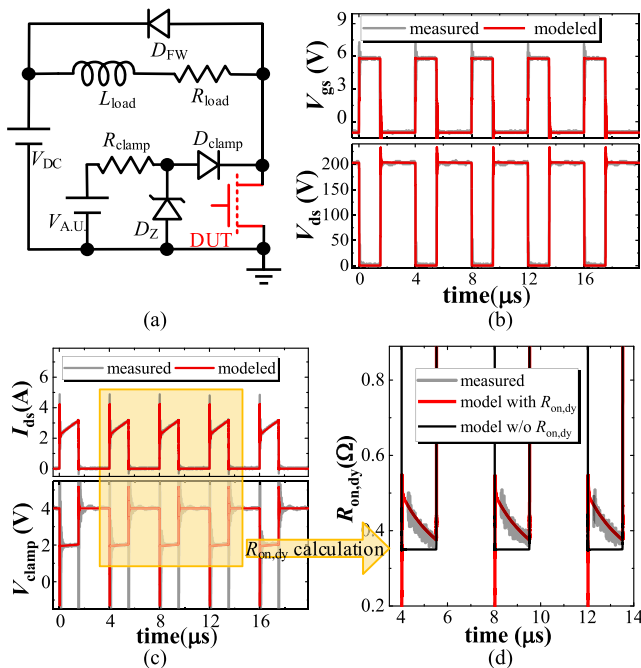 (a)
D_FW
L_load
R_load
V_DC
R_clamp
D_clamp
V_A.U.
D_Z
DUT
(b)
measured modeled
V_gs (V)
9
6
3
0
V_ds (V)
200
150
100
50
0
0 4 8 12 16
time(μs)
(c)
measured modeled
I_ds(A)
6
4
2
0
V_clamp (V)
4
2
0
0 4 8 12 16
time(μs)
R_on,dy calculation
(d)
measured
model with R_on,dy
model w/o R_on,dy
R_on,dy(Ω)
0.8
0.6
0.4
0.2
4 6 8 10 12 14
time (μs)